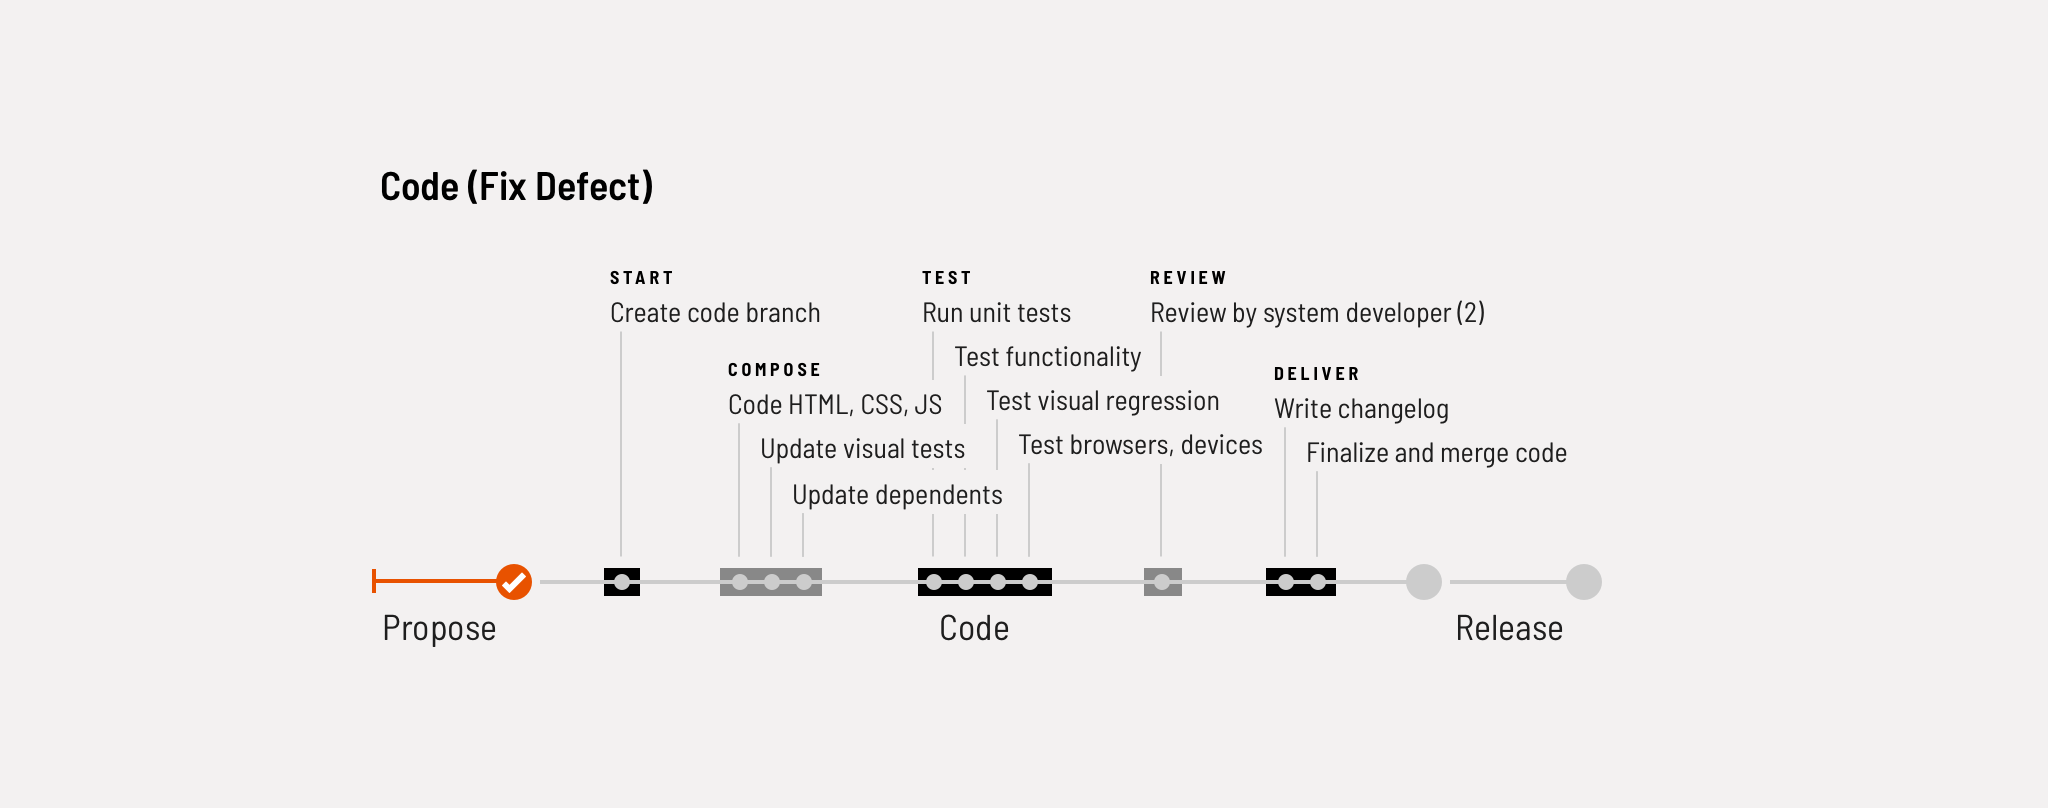 Code (Fix Defect)
START
Create code branch
COMPOSE
Code HTML, CSS, JS
Update visual tests
Update dependents
TEST
Run unit tests
Test functionality
Test visual regression
Test browsers, devices
REVIEW
Review by system developer (2)
DELIVER
Write changelog
Finalize and merge code
Propose
Code
Release